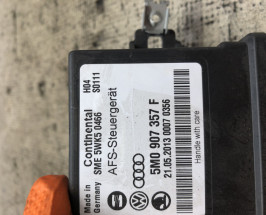 H04
S0111
Continental
SME 5WK5 0466
AFS-Steuergerät
Made in
Germany
5M0 907 357 F
21.05.2013 0007 0356
Handle with care